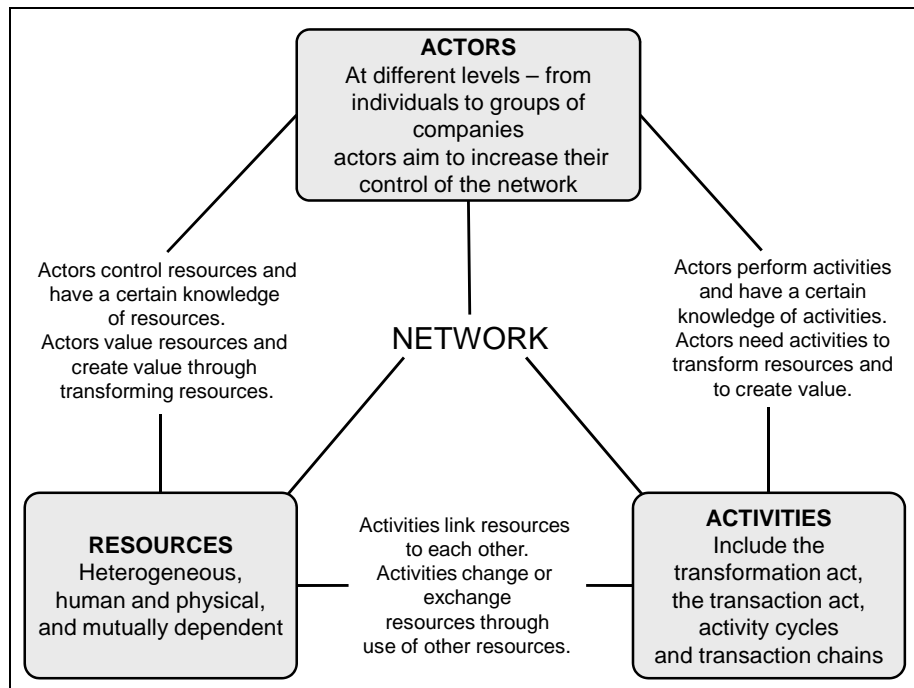 ACTORS
At different levels – from
individuals to groups of
companies
actors aim to increase their
control of the network
Actors control resources and
have a certain knowledge
of resources.
Actors value resources and
create value through
transforming resources.
Actors perform activities
and have a certain
knowledge of activities.
Actors need activities to
transform resources and
to create value.
NETWORK
RESOURCES
Heterogeneous,
human and physical,
and mutually dependent
Activities link resources
to each other.
Activities change or
exchange
resources through
use of other resources.
ACTIVITIES
Include the
transformation act,
the transaction act,
activity cycles
and transaction chains